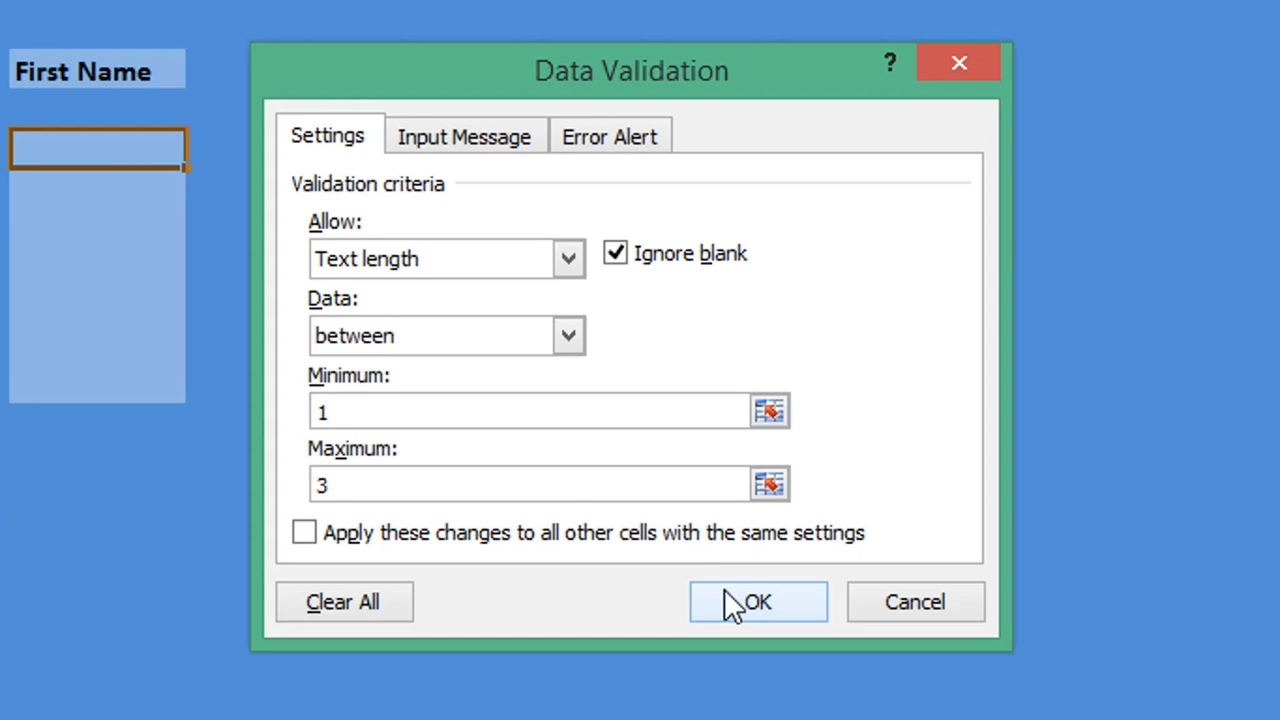 First Name
Data Validation
?
Settings
Input Message
Error Alert
Validation criteria
Allow:
Text length
Ignore blank
Data:
between
Minimum:
1
Maximum:
3
Apply these changes to all other cells with the same settings
Clear All
OK
Cancel